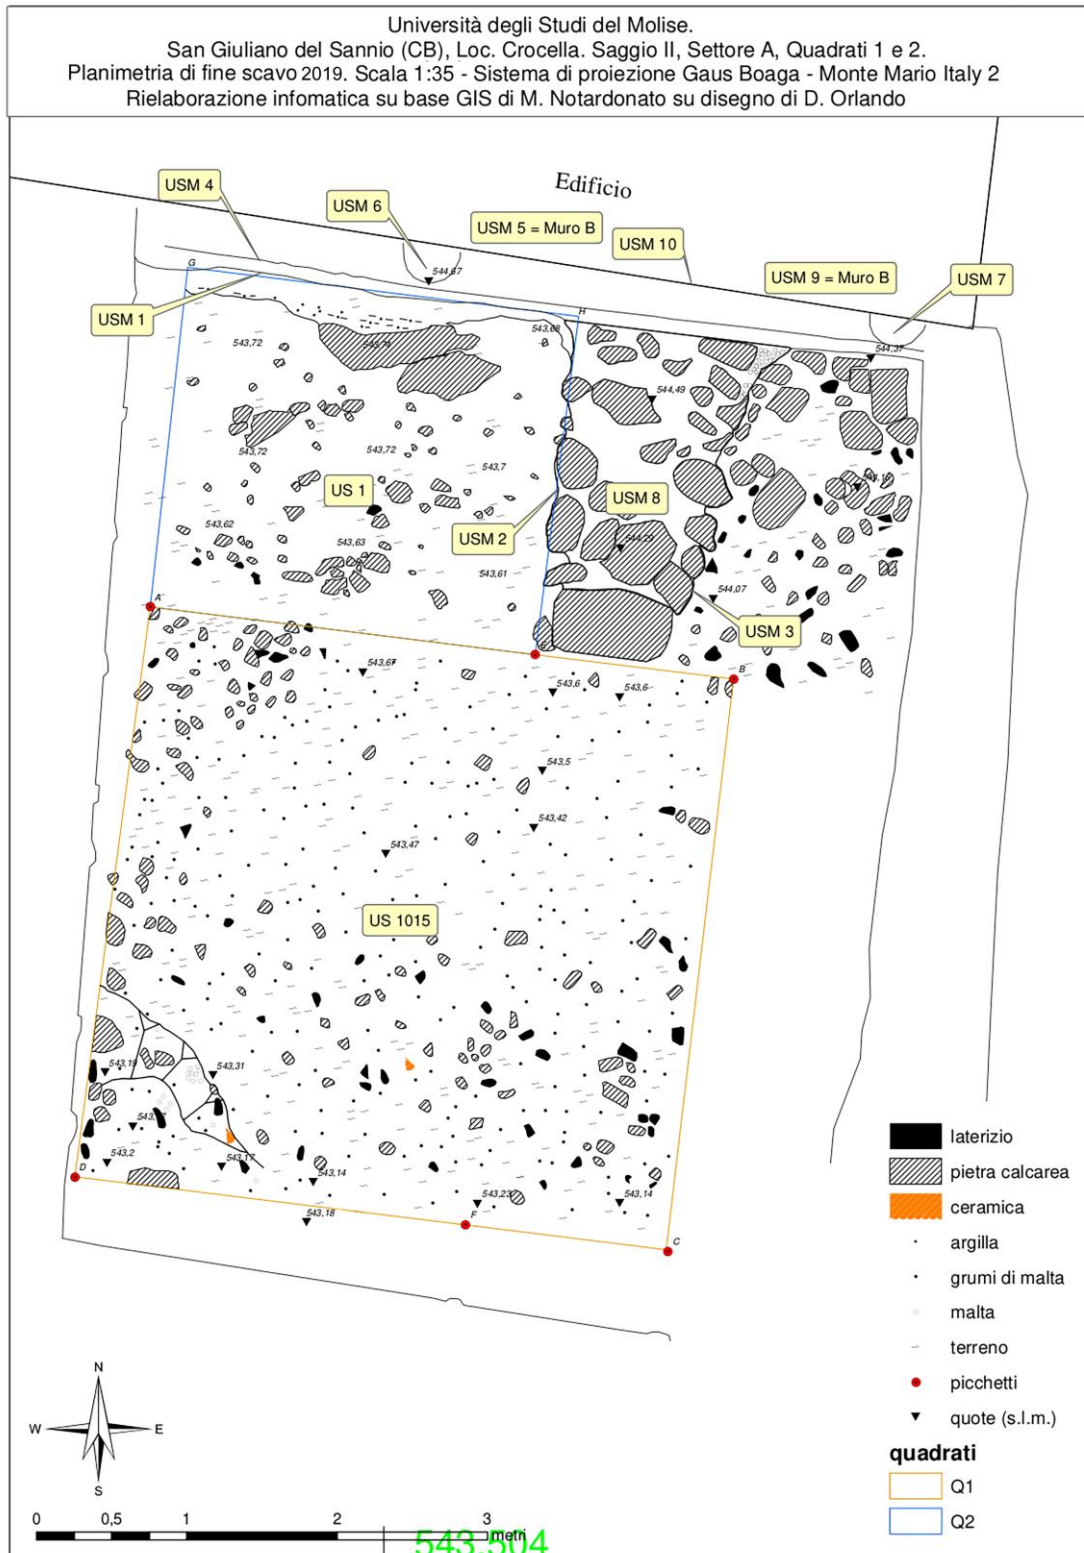 Università degli Studi del Molise.
San Giuliano del Sannio (CB), Loc. Crocella. Saggio II, Settore A, Quadrati 1 e 2.
Planimetria di fine scavo 2019. Scala 1:35 - Sistema di proiezione Gaus Boaga - Monte Mario Italy 2
Rielaborazione infomatica su base GIS di M. Notardonato su disegno di D. Orlando
Edificio
USM 4
USM 6
USM 5 = Muro B
USM 10
USM 9 = Muro B
USM 7
USM 1
G
544,67
H
543,72
543,68
544,37
544,49
543,72
543,72
543,7
US 1
USM 8
USM 2
543,62
543,63
543,61
544,29
544,07
USM 3
A
B
543,67
543,6
543,6
543,5
543,42
543,47
US 1015
543,19
543,31
543,2
543,17
543,14
543,23
543,14
D
F
C
543,18
laterizio
pietra calcarea
ceramica
argilla
grumi di malta
malta
terreno
picchetti
quote (s.l.m.)
quadrati
Q1
Q2
N
W
E
S
0
0,5
1
2
3
metri
543.504